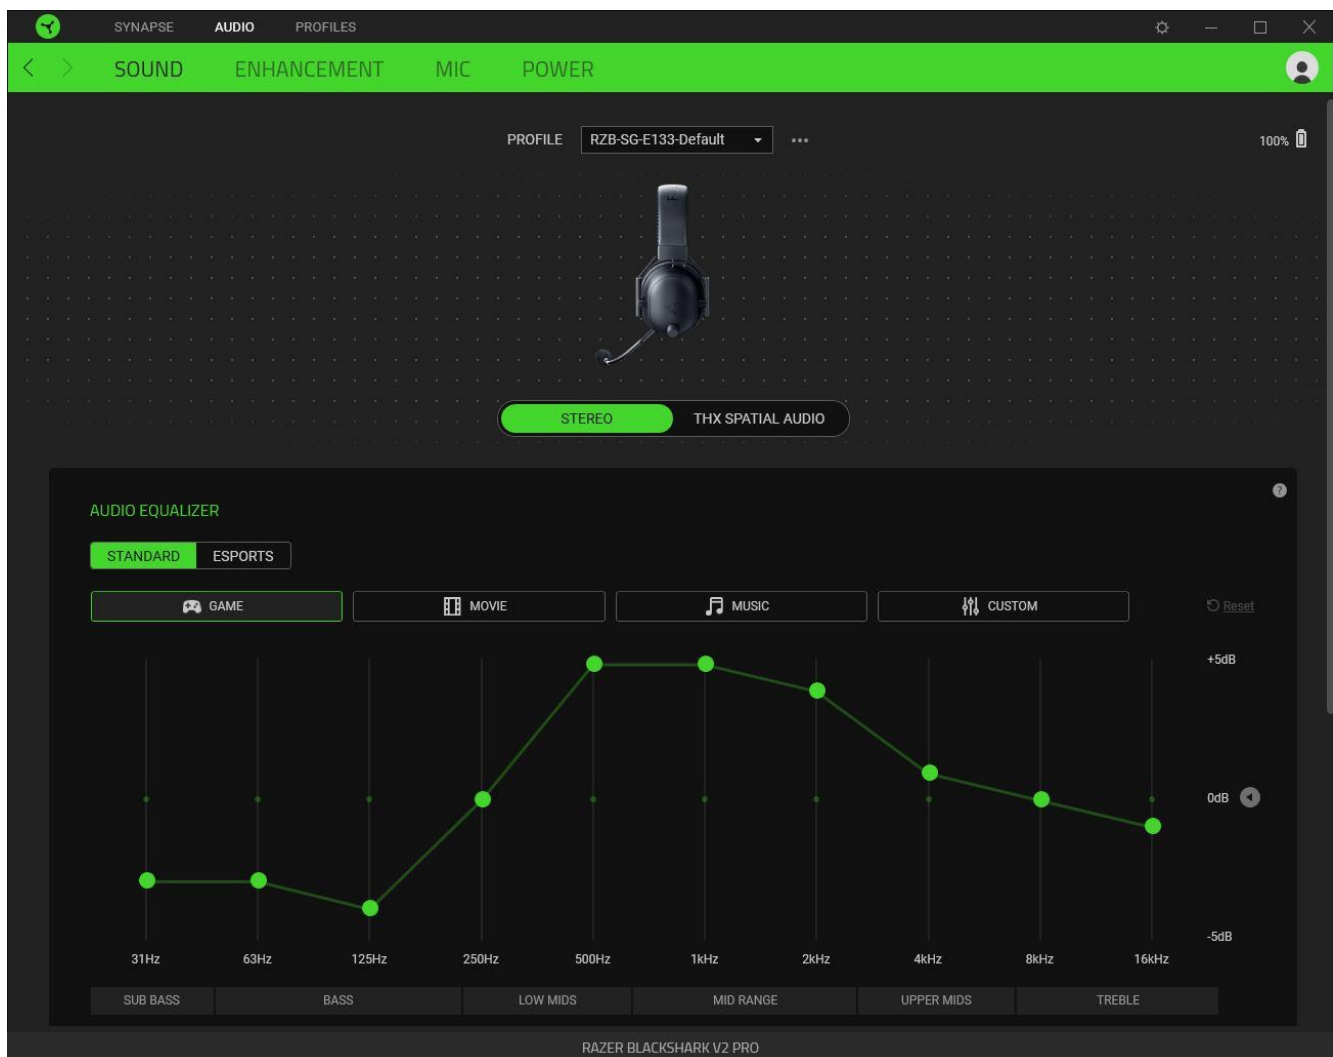 SYNAPSE AUDIO PROFILES
SOUND ENHANCEMENT MIC POWER
PROFILE RZB-SG-E133-Default
100%
STEREO THX SPATIAL AUDIO
AUDIO EQUALIZER
STANDARD ESPORTS
GAME MOVIE MUSIC CUSTOM Reset
+5dB
0dB
-5dB
31Hz 63Hz 125Hz 250Hz 500Hz 1kHz 2kHz 4kHz 8kHz 16kHz
SUB BASS BASS LOW MIDS MID RANGE UPPER MIDS TREBLE
RAZER BLACKSHARK V2 PRO